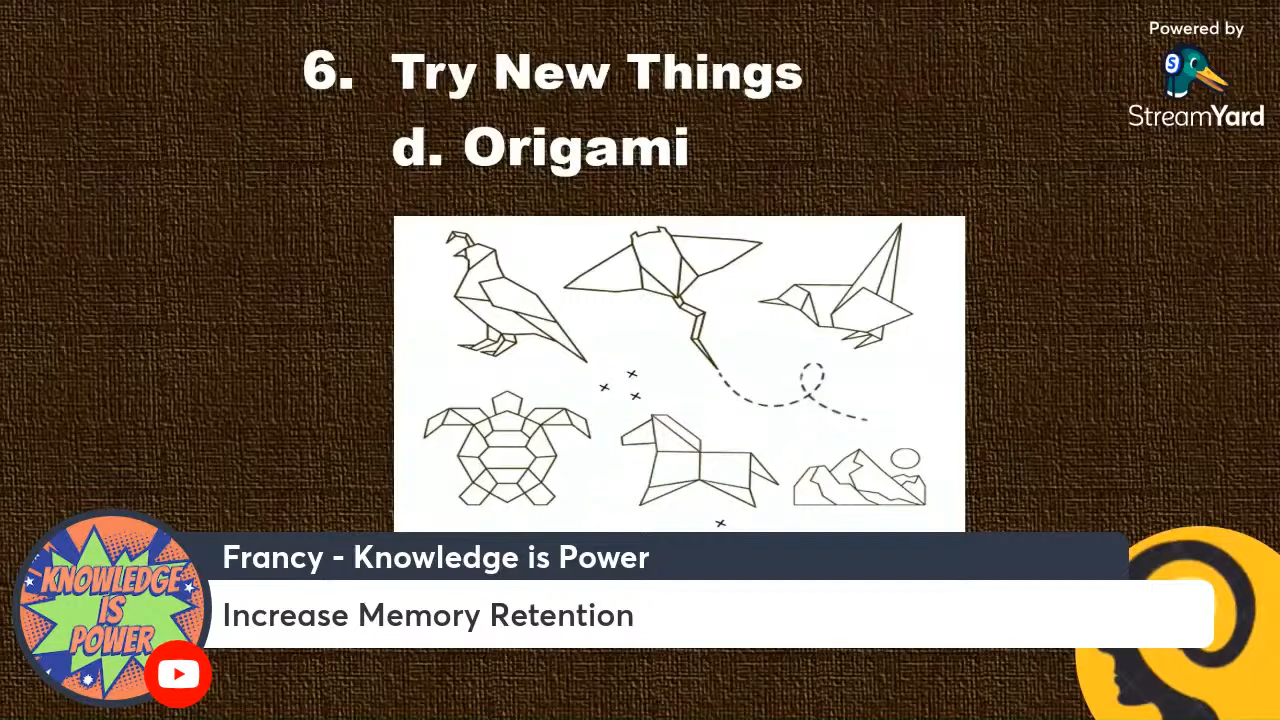 6. Try New Things
d. Origami
Powered by
StreamYard
Francy - Knowledge is Power
Increase Memory Retention
KNOWLEDGE
IS
POWER